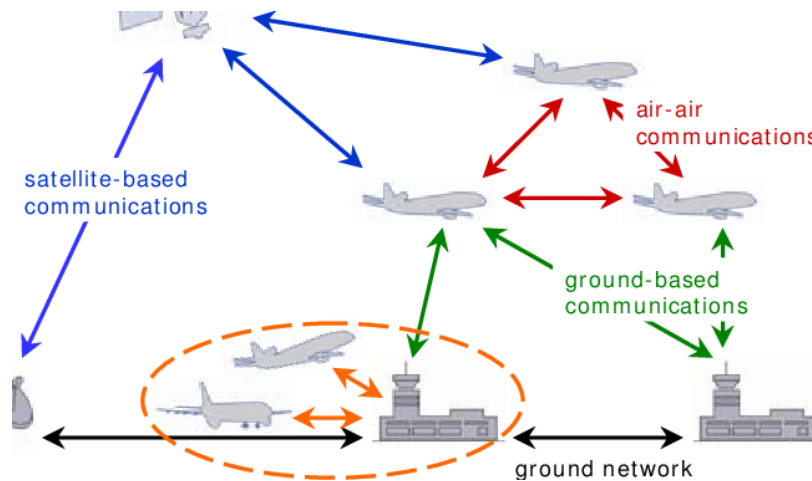 air-air
communications
satellite-based
communications
ground-based
communications
ground network